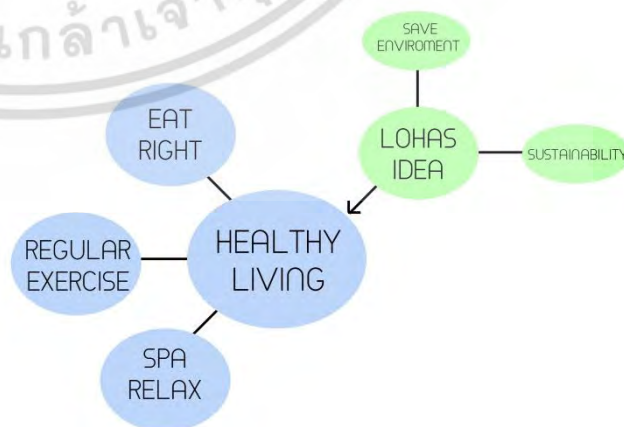 SAVE
ENVIROMENT
LOHAS
IDEA
SUSTAINABILITY
EAT
RIGHT
HEALTHY
LIVING
REGULAR
EXERCISE
SPA
RELAX